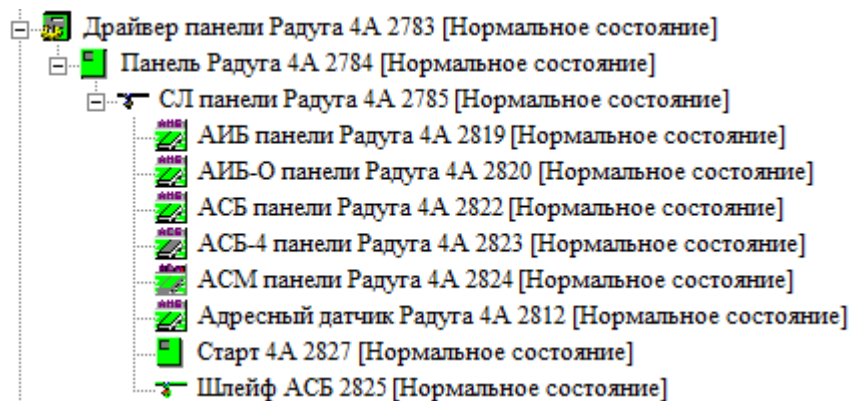 Драйвер панели Радуга 4А 2783 [Нормальное состояние]
Панель Радуга 4А 2784 [Нормальное состояние]
СЛ панели Радуга 4А 2785 [Нормальное состояние]
АИБ панели Радуга 4А 2819 [Нормальное состояние]
АИБ-О панели Радуга 4А 2820 [Нормальное состояние]
АСБ панели Радуга 4А 2822 [Нормальное состояние]
АСБ-4 панели Радуга 4А 2823 [Нормальное состояние]
АСМ панели Радуга 4А 2824 [Нормальное состояние]
Адресный датчик Радуга 4А 2812 [Нормальное состояние]
Старт 4А 2827 [Нормальное состояние]
Шлейф АСБ 2825 [Нормальное состояние]